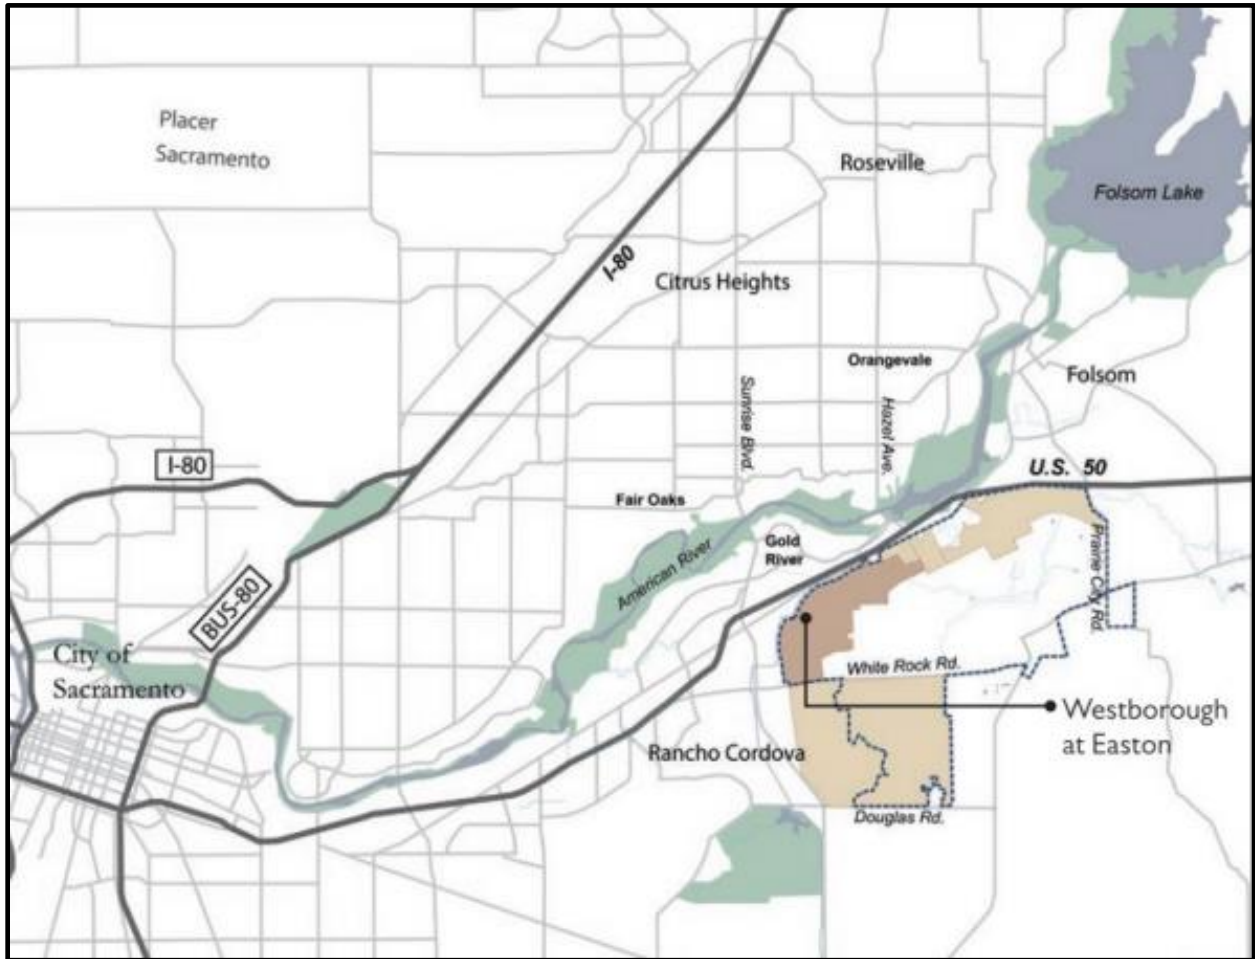 Placer
Sacramento
Roseville
Folsom Lake
I-80
Citrus Heights
Orangevale
Folsom
Sunrise Blvd.
Hazel Ave.
I-80
U.S. 50
Fair Oaks
Gold
River
American River
Prairie City Rd.
BUS-80
City of
Sacramento
White Rock Rd.
Westborough
at Easton
Rancho Cordova
Douglas Rd.